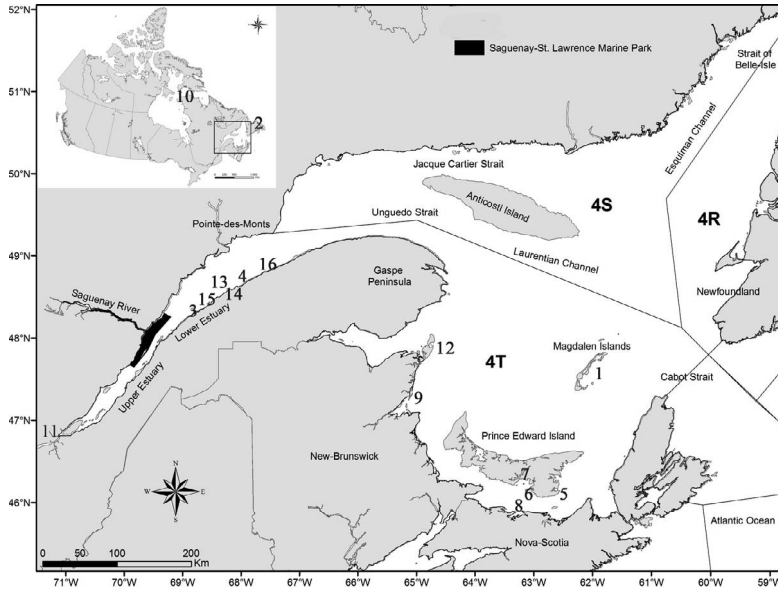 52°N
51°N
50°N
49°N
48°N
47°N
46°N
10
2
Saguenay-St. Lawrence Marine Park
Strait of
Belle-Isle
Esquiman Channel
Jacque Cartier Strait
Anticosti Island
4S
4R
Pointe-des-Monts
Unguedo Strait
Laurentian Channel
Newfoundland
Gaspe
Peninsula
16
4
13
14
15
3
Saguenay River
Lower Estuary
Upper Estuary
11
12
9
4T
Magdalen Islands
1
Cabot Strait
Prince Edward Island
7
6
5
8
New-Brunswick
Nova-Scotia
Atlantic Ocean
N
W
E
S
0 50 100 200
Km
71°W 70°W 69°W 68°W 67°W 66°W 65°W 64°W 63°W 62°W 61°W 60°W